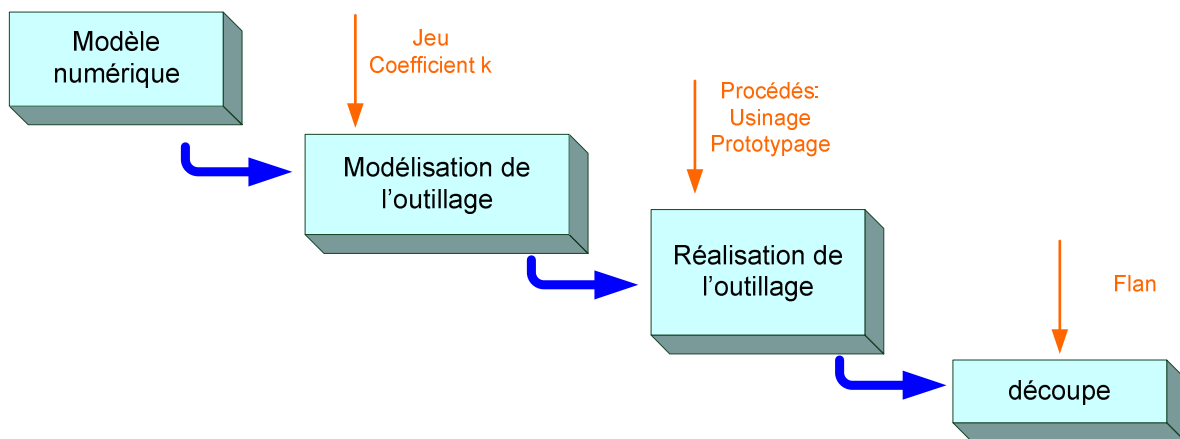 Modèle
numérique
Jeu
Coefficient k
Modélisation de
l’outillage
Procédés:
Usinage
Prototypage
Réalisation de
l’outillage
Flan
découpe